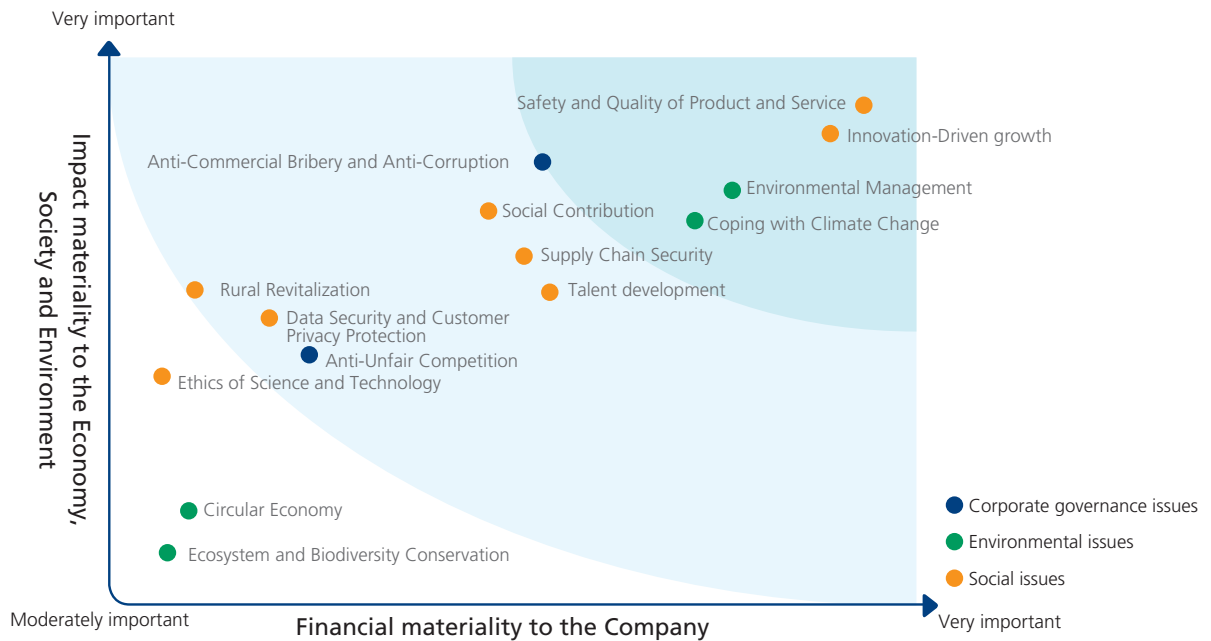 Very important
Impact materiality to the Economy,
Society and Environment
Safety and Quality of Product and Service
Innovation-Driven growth
Anti-Commercial Bribery and Anti-Corruption
Environmental Management
Social Contribution
Coping with Climate Change
Supply Chain Security
Rural Revitalization
Talent development
Data Security and Customer
Privacy Protection
Anti-Unfair Competition
Ethics of Science and Technology
Circular Economy
Ecosystem and Biodiversity Conservation
Corporate governance issues
Environmental issues
Social issues
Moderately important
Financial materiality to the Company
Very important